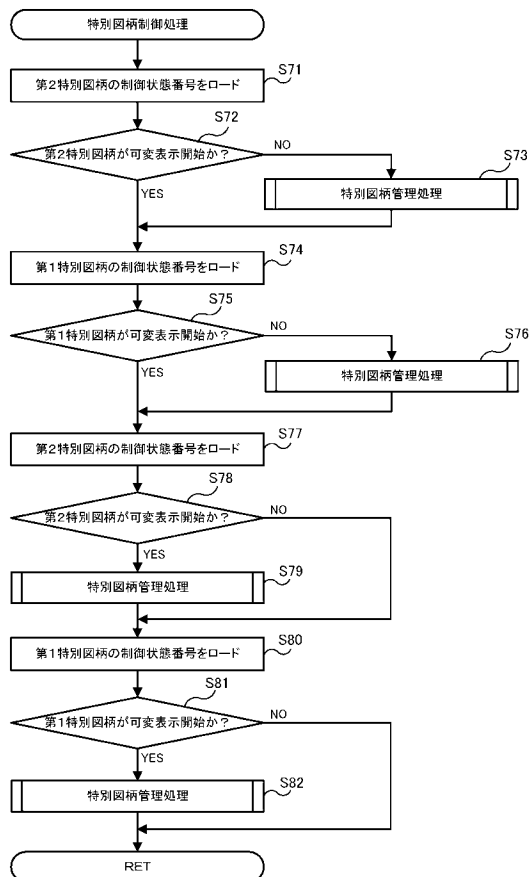 特別図柄制御処理
S71
第2特別図柄の制御状態番号をロード
S72
第2特別図柄が可変表示開始か？
NO
S73
特別図柄管理処理
YES
S74
第1特別図柄の制御状態番号をロード
S75
第1特別図柄が可変表示開始か？
NO
S76
特別図柄管理処理
YES
S77
第2特別図柄の制御状態番号をロード
S78
第2特別図柄が可変表示開始か？
NO
YES
S79
特別図柄管理処理
S80
第1特別図柄の制御状態番号をロード
S81
第1特別図柄が可変表示開始か？
NO
YES
S82
特別図柄管理処理
RET